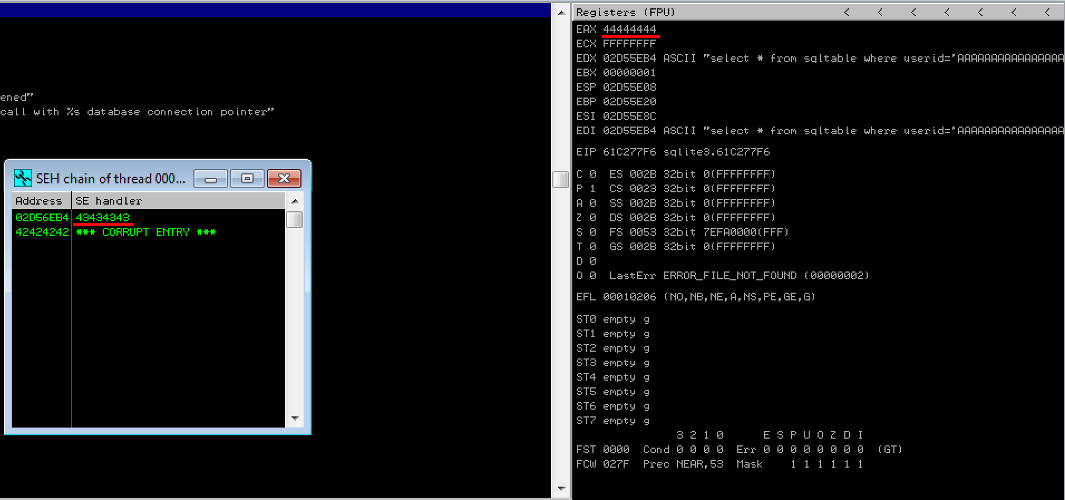 ened"
call with %s database connection pointer"
SEH chain of thread 000...
Address SE handler
02D56EB4 43434343
42424242 *** CORRUPT ENTRY ***
Registers (FPU) < < < < < < <
EAX 44444444
ECX FFFFFFFF
EDX 02D55EB4 ASCII "select * from sqltable where userid='AAAAAAAAAAAAAAAAA
EBX 00000001
ESP 02D55E08
EBP 02D55E20
ESI 02D55E8C
EDI 02D55EB4 ASCII "select * from sqltable where userid='AAAAAAAAAAAAAAAAA
EIP 61C277F6 sqlite3.61C277F6
C 0 ES 002B 32bit 0(FFFFFFFF)
P 1 CS 0023 32bit 0(FFFFFFFF)
A 0 SS 002B 32bit 0(FFFFFFFF)
Z 0 DS 002B 32bit 0(FFFFFFFF)
S 0 FS 0053 32bit 7EFA0000(FFF)
T 0 GS 002B 32bit 0(FFFFFFFF)
D 0
O 0 LastErr ERROR_FILE_NOT_FOUND (00000002)
EFL 00010206 (NO,NB,NE,A,NS,PE,GE,G)
ST0 empty g
ST1 empty g
ST2 empty g
ST3 empty g
ST4 empty g
ST5 empty g
ST6 empty g
ST7 empty g
3 2 1 0 E S P U O Z D I
FST 0000 Cond 0 0 0 0 Err 0 0 0 0 0 0 0 0 (GT)
FCW 027F Prec NEAR,53 Mask 1 1 1 1 1 1